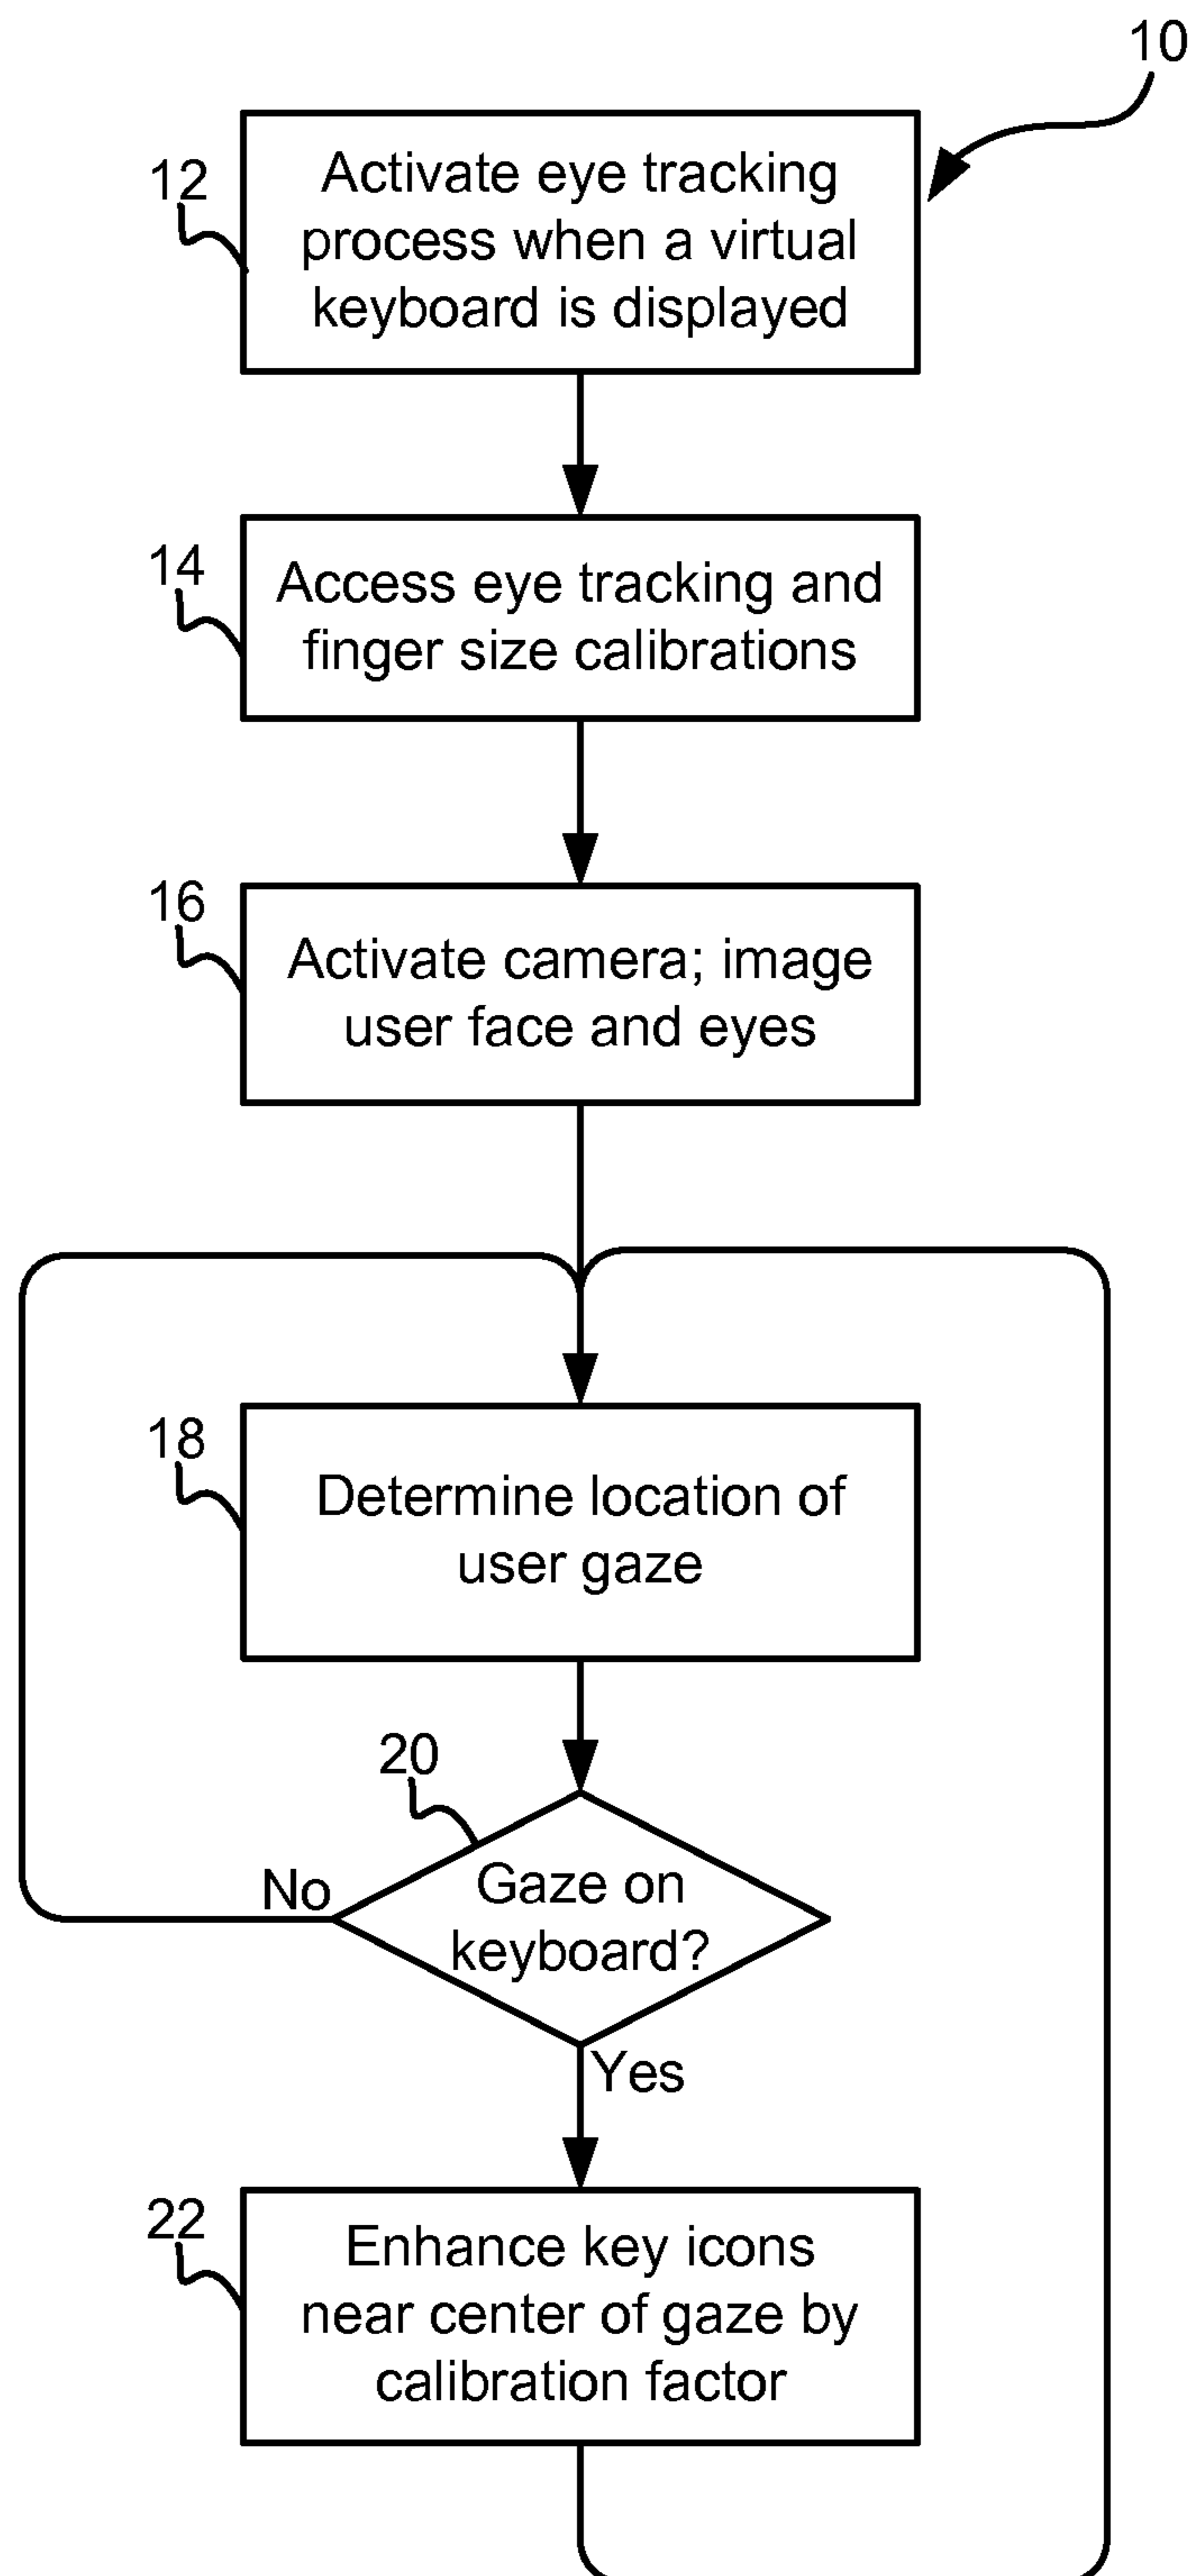 10
12
Activate eye tracking
process when a virtual
keyboard is displayed
14
Access eye tracking and
finger size calibrations
16
Activate camera; image
user face and eyes
18
Determine location of
user gaze
20
Gaze on
keyboard?
No
Yes
22
Enhance key icons
near center of gaze by
calibration factor